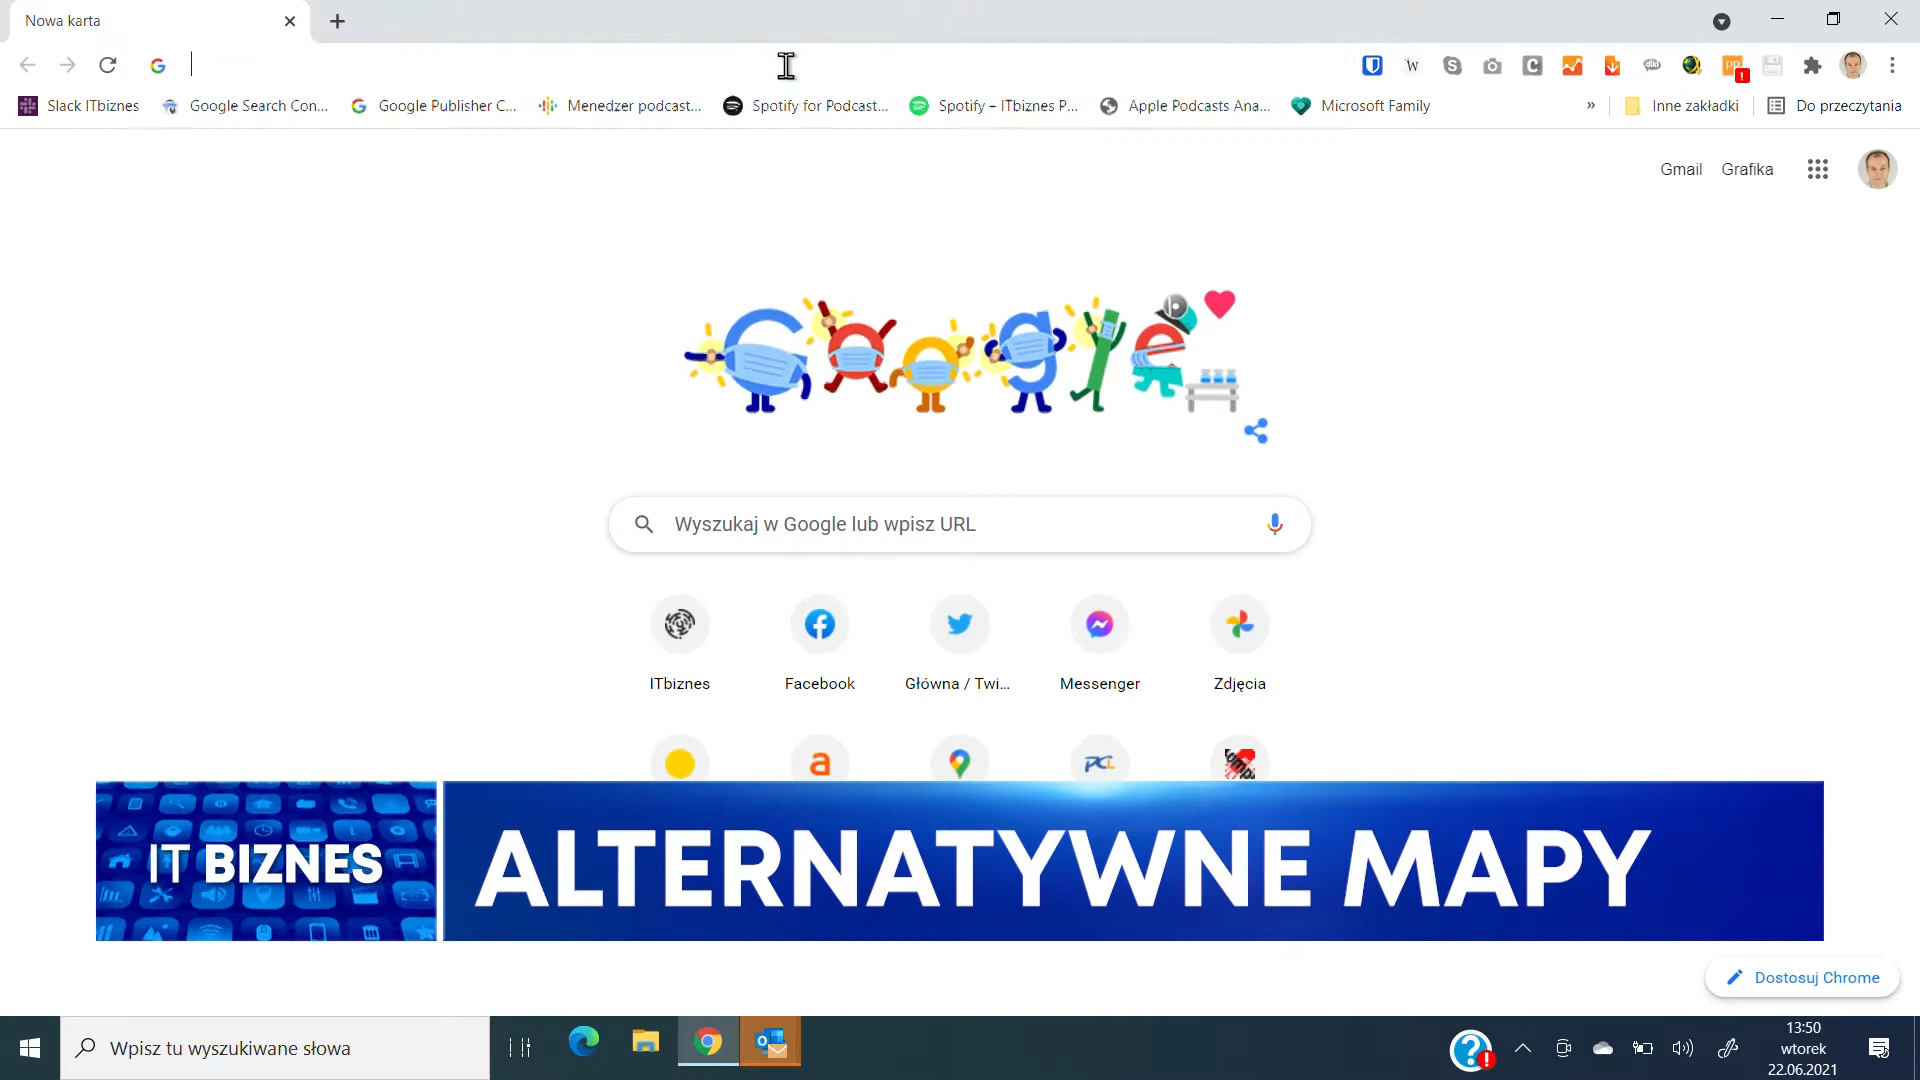 Nowa karta
Slack ITbiznes
Google Search Con...
Google Publisher C...
Menedzer podcast...
Spotify for Podcast...
Spotify – ITbiznes P...
Apple Podcasts Ana...
Microsoft Family
»
Inne zakładki
Do przeczytania
Gmail
Grafika
Google
Wyszukaj w Google lub wpisz URL
ITbiznes
Facebook
Główna / Twi...
Messenger
Zdjęcia
IT BIZNES
ALTERNATYWNE MAPY
Dostosuj Chrome
Wpisz tu wyszukiwane słowa
13:50
wtorek
22.06.2021